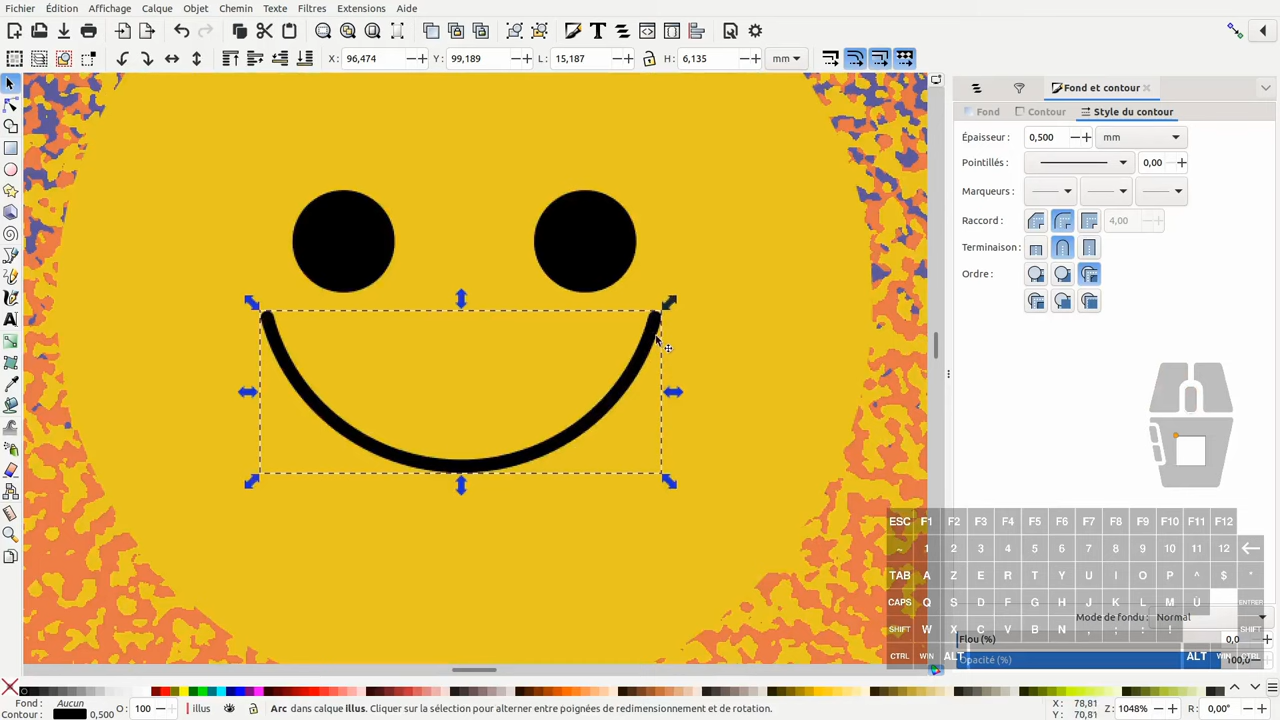 Fichier Édition Affichage Calque Objet Chemin Texte Filtres Extensions Aide
X: 96,474 Y: 99,189 L: 15,187 H: 6,135 mm
Fond et contour
Fond Contour Style du contour
Épaisseur : 0,500 mm
Pointillés : 0,00
Marqueurs :
Raccord : 4,00
Terminaison :
Ordre :
ESC F1 F2 F3 F4 F5 F6 F7 F8 F9 F10 F11 F12
~ 1 2 3 4 5 6 7 8 9 10 11 12
TAB A Z E R T Y U I O P ^ $ *
CAPS Q S D F G H J K L M Ù ENTRER
Mode de fondu : Normal
SHIFT W X C V B N , ; : ! SHIFT
Flou (%) 0,0
CTRL WIN ALT ALT
Opacité (%) 100,0
Fond : Aucun
Contour : 0,500
O: 100
illus
Arc dans calque illus. Cliquer sur la sélection pour alterner entre poignées de redimensionnement et de rotation.
X: 78,81
Y: 70,81
Z: 1048% R: 0,00°